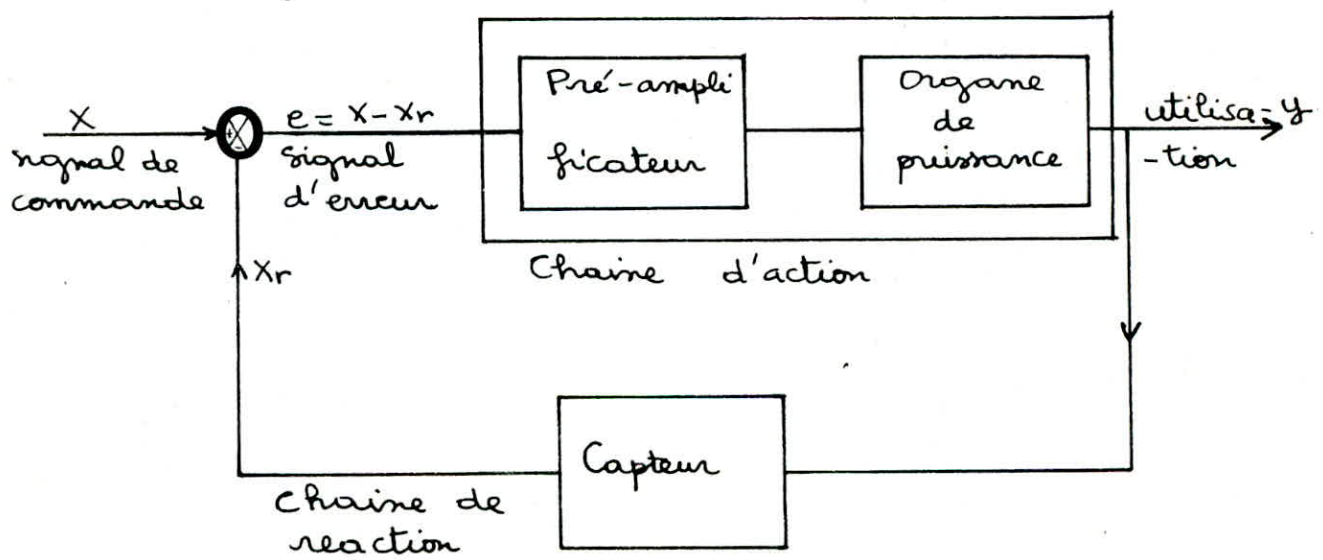 X
signal de
commande
+
-
e = x - xr
signal
d'erreur
Pré-ampli
ficateur
Organe
de
puissance
utilisa- y
-tion
Chaine d'action
xr
Capteur
Chaine de
reaction